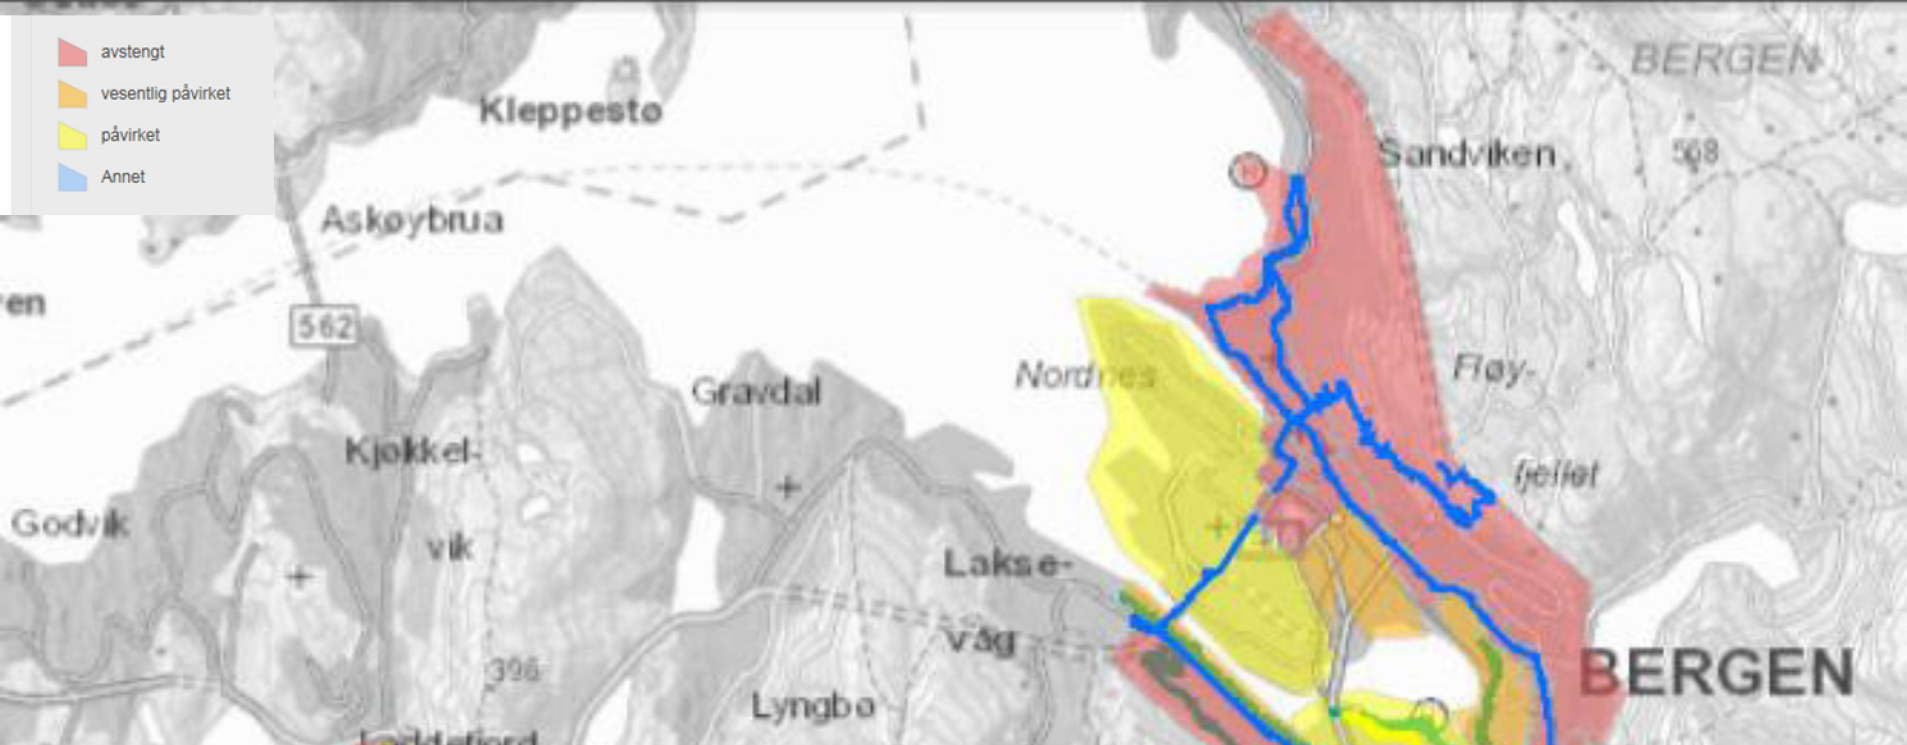 avstengt
vesentlig påvirket
påvirket
Annet
BERGEN
Kleppestø
Sandviken
568
Askøybrua
562
Nordnes
Fløy-
fjellet
Gravdal
Kjøkkel-
vik
Godvik
Lakse-
våg
396
Lyngbø
BERGEN